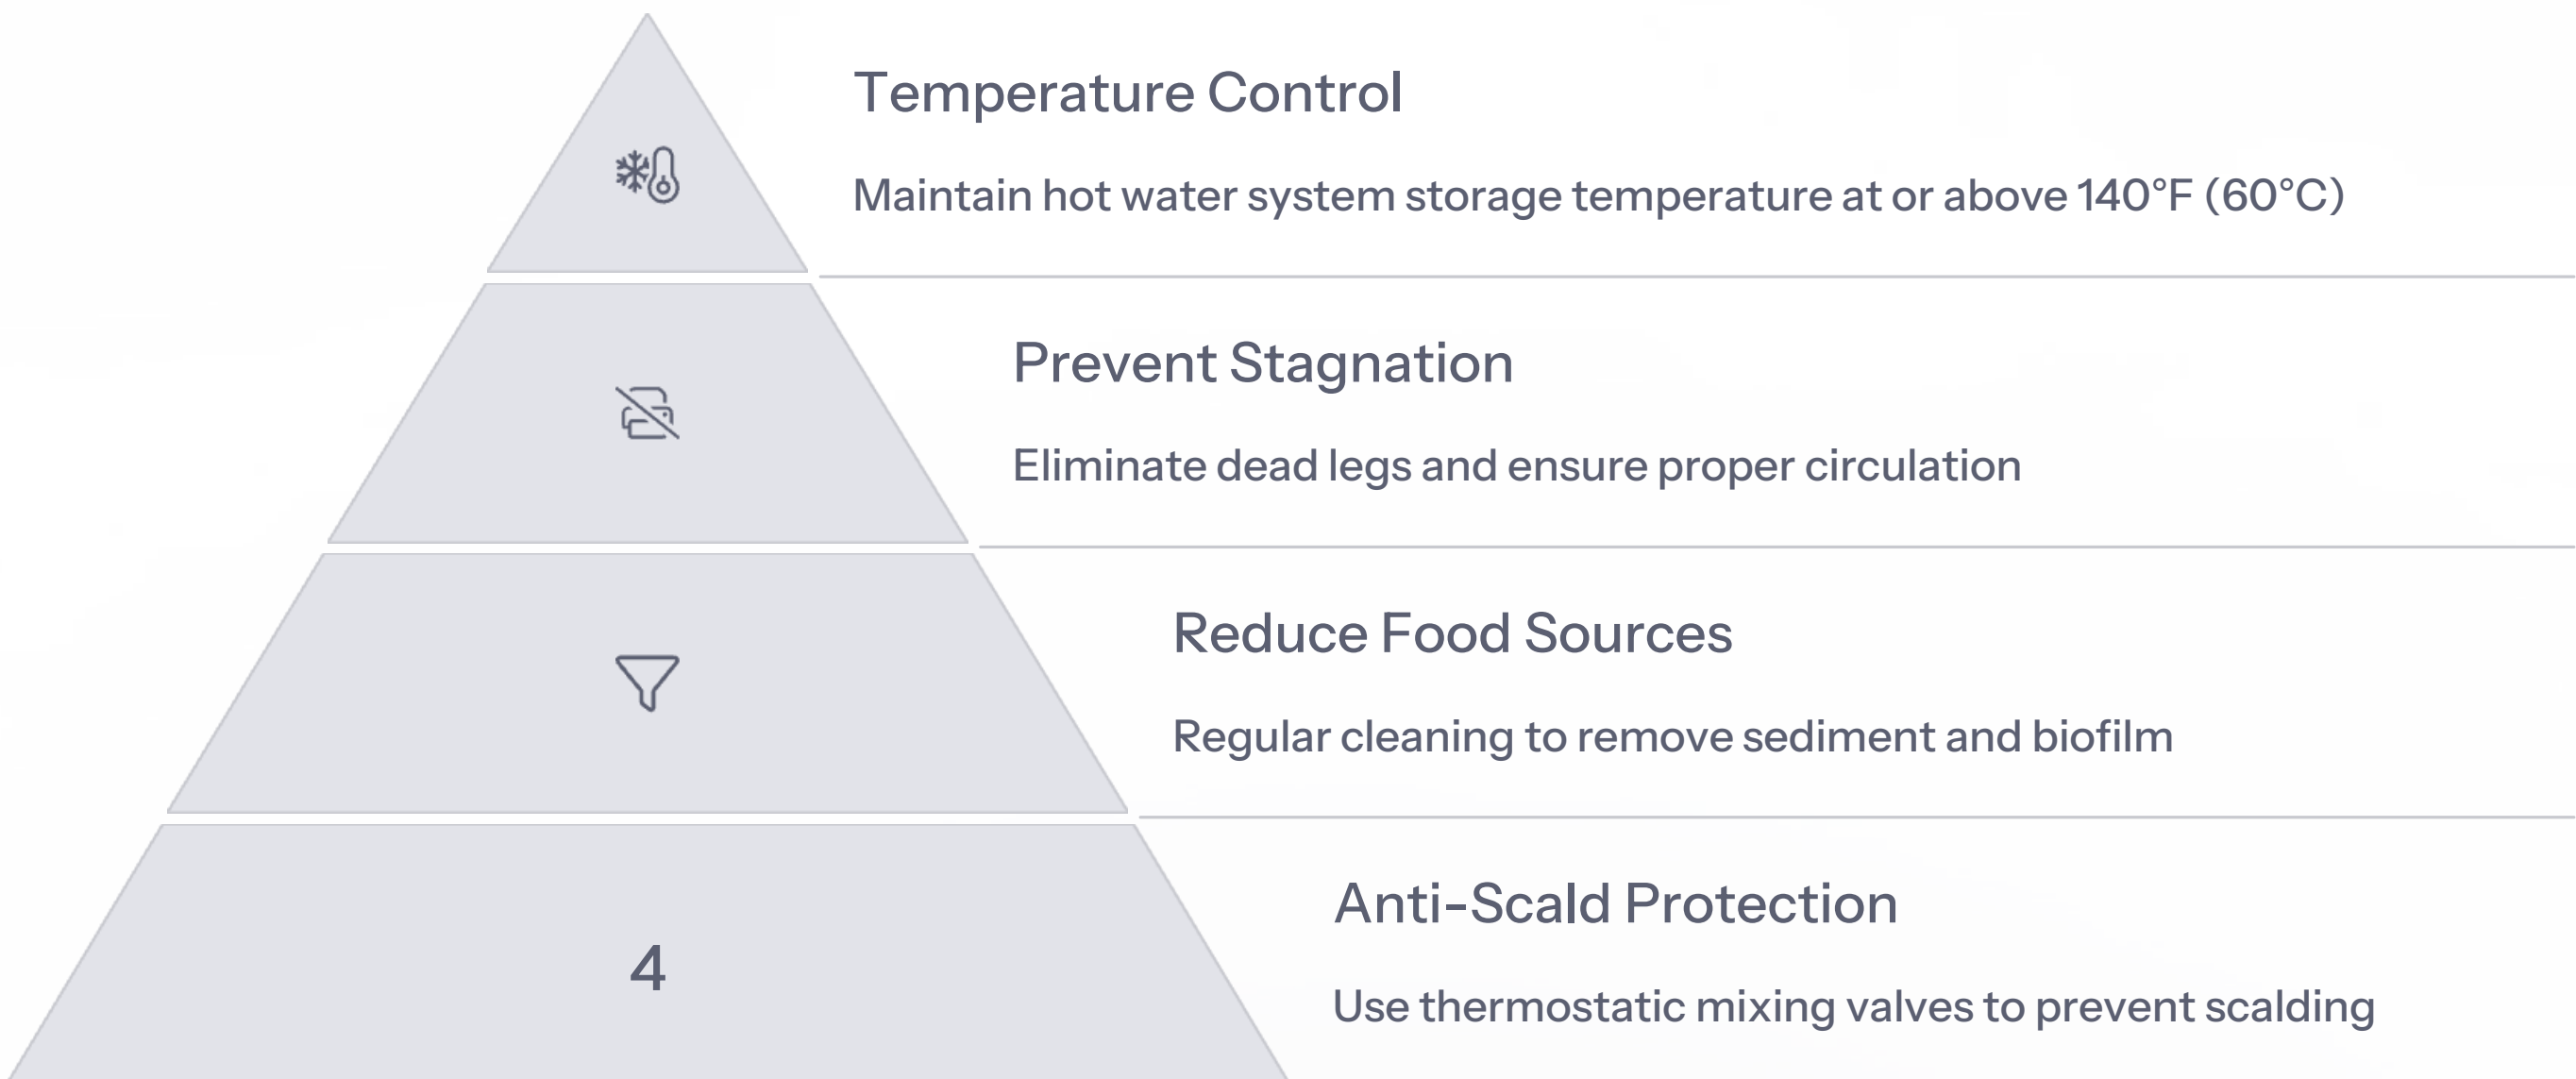 Temperature Control
Maintain hot water system storage temperature at or above 140°F (60°C)
Prevent Stagnation
Eliminate dead legs and ensure proper circulation
Reduce Food Sources
Regular cleaning to remove sediment and biofilm
Anti-Scald Protection
4
Use thermostatic mixing valves to prevent scalding